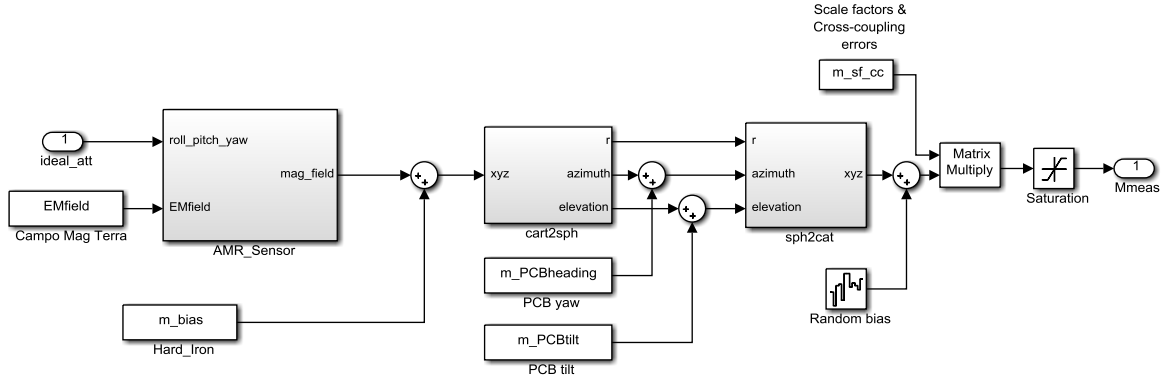 Scale factors &
Cross-coupling
errors
m_sf_cc
1
ideal_att
roll_pitch_yaw
mag_field
EMfield
AMR_Sensor
EMfield
Campo Mag Terra
m_bias
Hard_Iron
xyz
r
azimuth
elevation
cart2sph
m_PCBheading
PCB yaw
m_PCBtilt
PCB tilt
r
azimuth
elevation
xyz
sph2cat
Random bias
Matrix
Multiply
Saturation
1
Mmeas